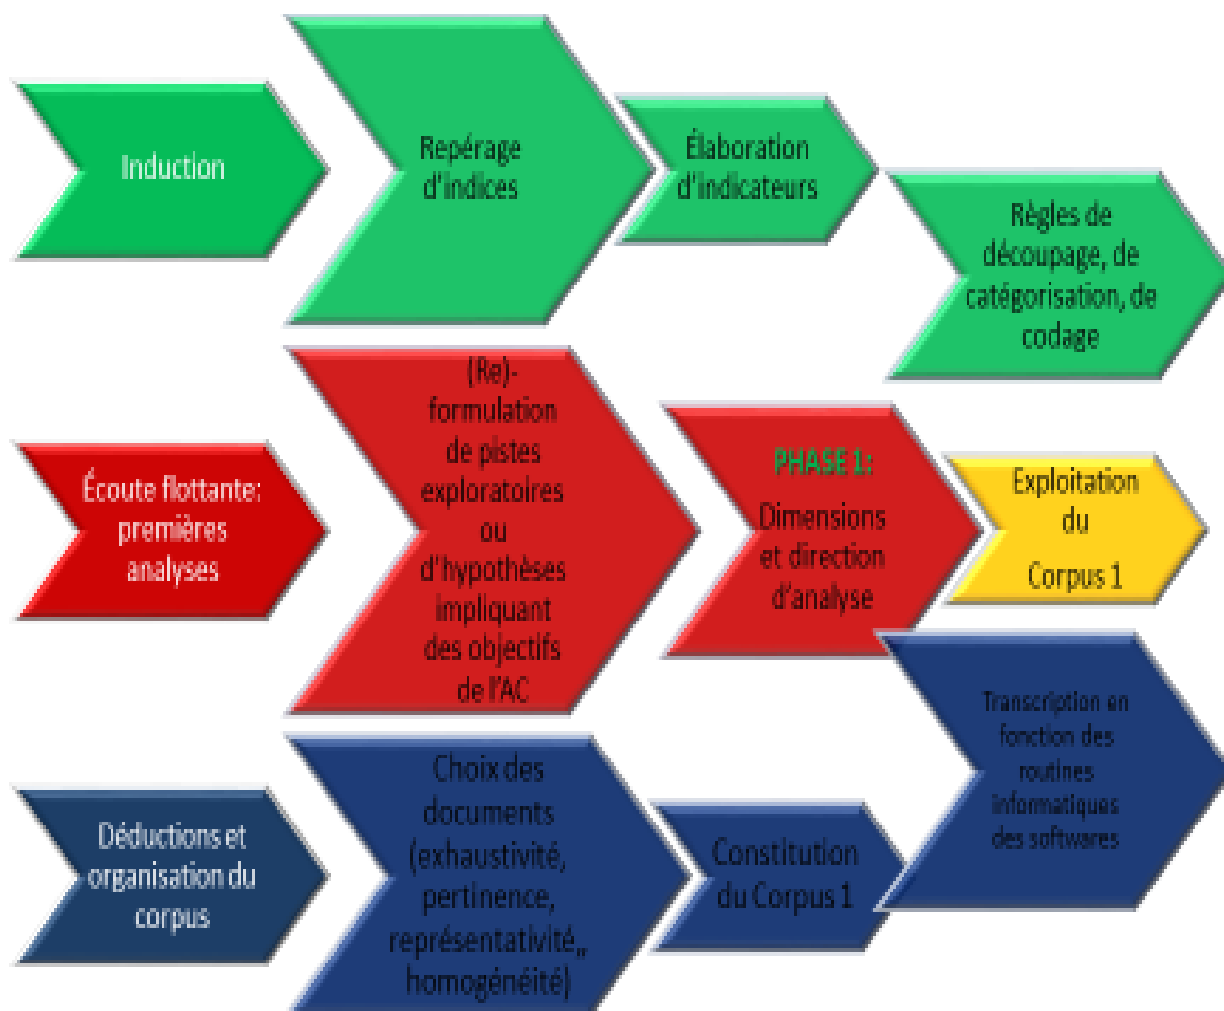 Induction
Repérage
d'indices
Élaboration
d'indicateurs
Règles de
découpage, de
catégorisation, de
codage
Écoute flottante:
premières
analyses
(Re)-
formulation
de pistes
exploratoires
ou
d'hypothèses
impliquant
des objectifs
de l'AC
PHASE 1:
Dimensions
et direction
d'analyse
Exploitation
du
Corpus 1
Déductions et
organisation du
corpus
Choix des
documents
(exhaustivité,
pertinence,
représentativité,,
homogénéité)
Constitution
du Corpus 1
Transcription en
fonction des
routines
informatiques
des softwares